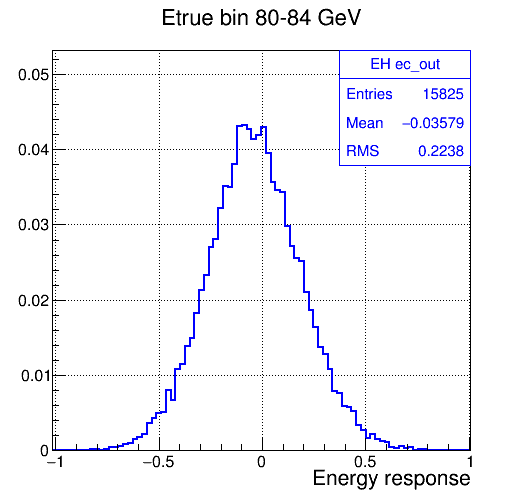 Etrue bin 80-84 GeV
EH ec_out
Entries 15825
Mean −0.03579
RMS 0.2238
0.05
0.04
0.03
0.02
0.01
0
−1 −0.5 0 0.5 1
Energy response